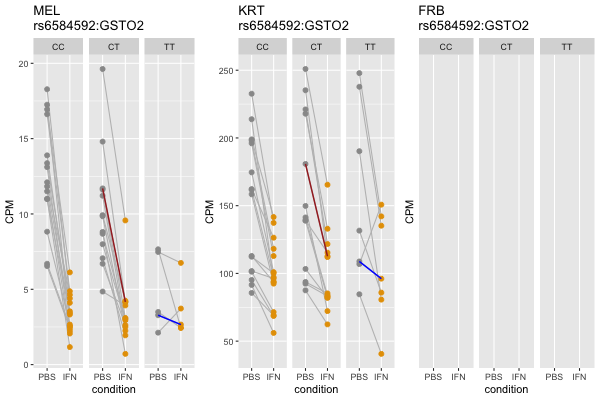 MEL
rs6584592:GSTO2
CC CT TT
20
15
10
5
0
CPM
PBS IFN PBS IFN PBS IFN
condition
KRT
rs6584592:GSTO2
CC CT TT
250
200
150
100
50
CPM
PBS IFN PBS IFN PBS IFN
condition
FRB
rs6584592:GSTO2
CC CT TT
CPM
PBS IFN PBS IFN PBS IFN
condition